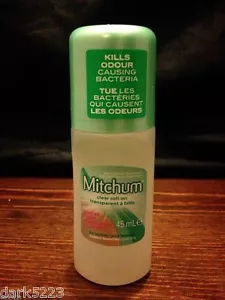 KILLS
ODOUR
CAUSING
BACTERIA
TUE LES
BACTÉRIES
QUI CAUSENT
LES ODEURS
Mitchum
clear roll-on
transparent à bille
45 mL e
dark5223